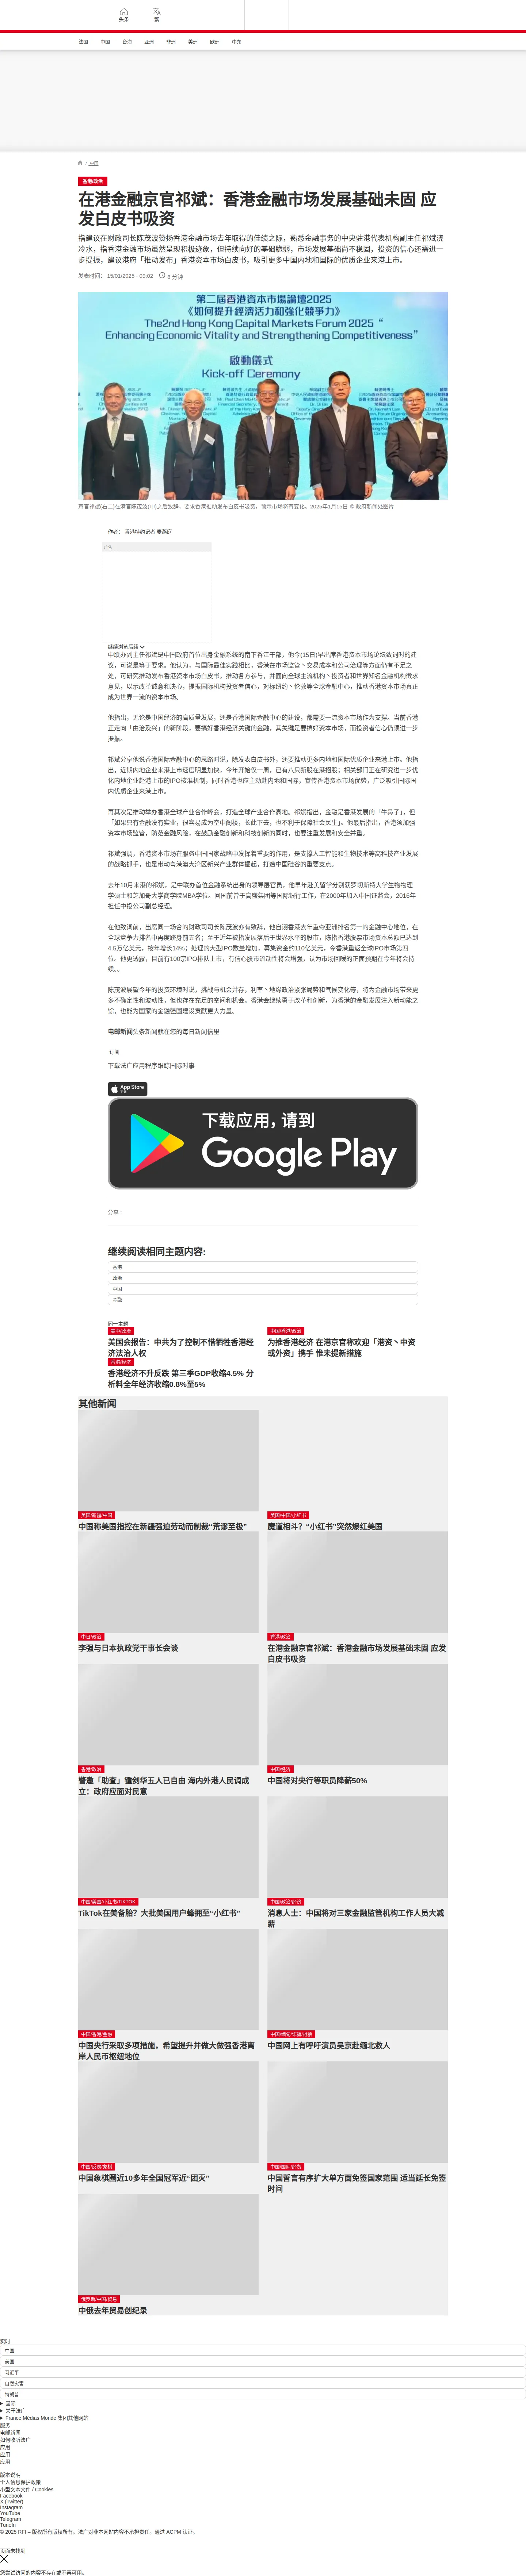 头条
繁
法国
中国
台海
亚洲
非洲
美洲
欧洲
中东
/ 中国
香港/政治
在港金融京官祁斌：香港金融市场发展基础未固 应
发白皮书吸资
指建议在财政司长陈茂波赞扬香港金融市场去年取得的佳绩之际，熟悉金融事务的中央驻港代表机构副主任祁斌浇
冷水，指香港金融市场虽然呈现积极迹象，但持续向好的基础脆弱，市场发展基础尚不稳固，投资的信心还需进一
步提振，建议港府「推动发布」香港资本市场白皮书，吸引更多中国内地和国际的优质企业来港上市。
发表时间： 15/01/2025 - 09:02
8 分钟
第二屆香港資本市場論壇2025
《如何提升經濟活力和強化競爭力》
The2nd Hong Kong Capital Markets Forum 2025 "
Enhancing Economic Vitality and Strengthening Competitiveness"
啟動儀式
Kick-off Ceremony
京官祁斌(右二)在港官陈茂波(中)之后致辞，要求香港推动发布白皮书吸资，预示市场将有变化。2025年1月15日 © 政府新闻处图片
作者： 香港特约记者 麦燕庭
广告
继续浏览后续
中联办副主任祁斌是中国政府首位出身金融系统的南下香江干部，他今(15日)早出席香港资本市场论坛致词时的建
议，可说是等于要求。他认为，与国际最佳实践相比，香港在市场监管丶交易成本和公司治理等方面仍有不足之
处，可研究推动发布香港资本市场白皮书，推动各方参与，并面向全球主流机构丶投资者和世界知名金融机构徵求
意见，以示改革诚意和决心，提振国际机构投资者信心，对标纽约丶伦敦等全球金融中心，推动香港资本市场真正
成为世界一流的资本市场。
他指出，无论是中国经济的高质量发展，还是香港国际金融中心的建设，都需要一流资本市场作为支撑。当前香港
正走向「由治及兴」的新阶段，要搞好香港经济关键的金融，其关键是要搞好资本市场，而投资者信心仍须进一步
提振。
祁斌分享他说香港国际金融中心的思路时说，除发表白皮书外，还要推动更多内地和国际优质企业来港上市。他指
出，近期内地企业来港上市速度明显加快，今年开始仅一周，已有八只新股在港招股；相关部门正在研究进一步优
化内地企业赴港上市的IPO核准机制，同时香港也应主动赴内地和国际，宣传香港资本市场优势，广泛吸引国际国
内优质企业来港上市。
再其次是推动举办香港全球产业合作峰会，打造全球产业合作高地。祁斌指出，金融是香港发展的「牛鼻子」，但
「如果只有金融没有实业，很容易成为空中阁楼，长此下去，也不利于保障社会民生」。他最后指出，香港须加强
资本市场监管，防范金融风险，在鼓励金融创新和科技创新的同时，也要注重发展和安全并重。
祁斌强调，香港资本市场在服务中国国家战略中发挥着重要的作用，是支撑人工智能和生物技术等高科技产业发展
的战略抓手，也是带动粤港澳大湾区新兴产业群体掘起，打造中国硅谷的重要支点。
去年10月来港的祁斌，是中联办首位金融系统出身的领导层官员，他早年赴美留学分别获罗切斯特大学生物物理
学硕士和芝加哥大学商学院MBA学位。回国前曾于高盛集团等国际银行工作，在2000年加入中国证监会，2016年
担任中投公司副总经理。
在他致词前，出席同一场合的财政司司长陈茂波亦有致辞，他自诩香港去年重夺亚洲排名第一的金融中心地位，在
全球竞争力排名中再度跻身前五名；至于近年被指发展落后于世界水平的股市，陈指香港股票市场资本总额已达到
4.5万亿美元，按年增长14%；处理的大型IPO数量增加，募集资金约110亿美元，令香港重返全球IPO市场第四
位。他更透露，目前有100宗IPO排队上市，有信心股市流动性将会增强，认为市场回暖的正面预期在今年将会持
续。。
陈茂波展望今年的投资环境时说，挑战与机会并存，利率丶地缘政治紧张局势和气候变化等，将为金融市场带来更
多不确定性和波动性，但也存在充足的空间和机会。香港会继续勇于改革和创新，为香港的金融发展注入新动能之
馀，也能为国家的金融强国建设贡献更大力量。
电邮新闻头条新闻就在您的每日新闻信里
订阅
下载法广应用程序跟踪国际时事
App Store
下载
下载应用，请到
Google Play
分享 :
继续阅读相同主题内容:
香港
政治
中国
金融
同一主题
美中/政治
美国会报告：中共为了控制不惜牺牲香港经
济法治人权
中国/香港/政治
为推香港经济 在港京官称欢迎「港资丶中资
或外资」携手 惟未提新措施
香港/经济
香港经济不升反跌 第三季GDP收缩4.5% 分
析料全年经济收缩0.8%至5%
其他新闻
美国/新疆/中国
中国称美国指控在新疆强迫劳动而制裁“荒谬至极”
美国/中国/小红书
魔道相斗？“小红书”突然爆红美国
中日/政治
李强与日本执政党干事长会谈
香港/政治
在港金融京官祁斌：香港金融市场发展基础未固 应发
白皮书吸资
香港/政治
警邀「助查」锺剑华五人已自由 海内外港人民调成
立：政府应面对民意
中国/经济
中国将对央行等职员降薪50%
中国/美国/小红书/TIKTOK
TikTok在美备胎？大批美国用户蜂拥至“小红书”
中国/政治/经济
消息人士：中国将对三家金融监管机构工作人员大减
薪
中国/香港/金融
中国央行采取多项措施，希望提升并做大做强香港离
岸人民币枢纽地位
中国/缅甸/诈骗/组骗
中国网上有呼吁演员吴京赴缅北救人
中国/反腐/象棋
中国象棋圈近10多年全国冠军近“团灭”
中国/国际/经贸
中国誓言有序扩大单方面免签国家范围 适当延长免签
时间
俄罗斯/中国/贸易
中俄去年贸易创纪录
实时
中国
美国
习近平
自然灾害
特朗普
国际
关于法广
France Médias Monde 集团其他网站
服务
电邮新闻
如何收听法广
应用
应用
应用
版本说明
个人信息保护政策
小型文本文件 / Cookies
Facebook
X (Twitter)
Instagram
YouTube
Telegram
TuneIn
© 2025 RFI – 版权所有版权所有。法广对非本网站内容不承担责任。通过 ACPM 认证。
页面未找到
您尝试访问的内容不存在或不再可用。